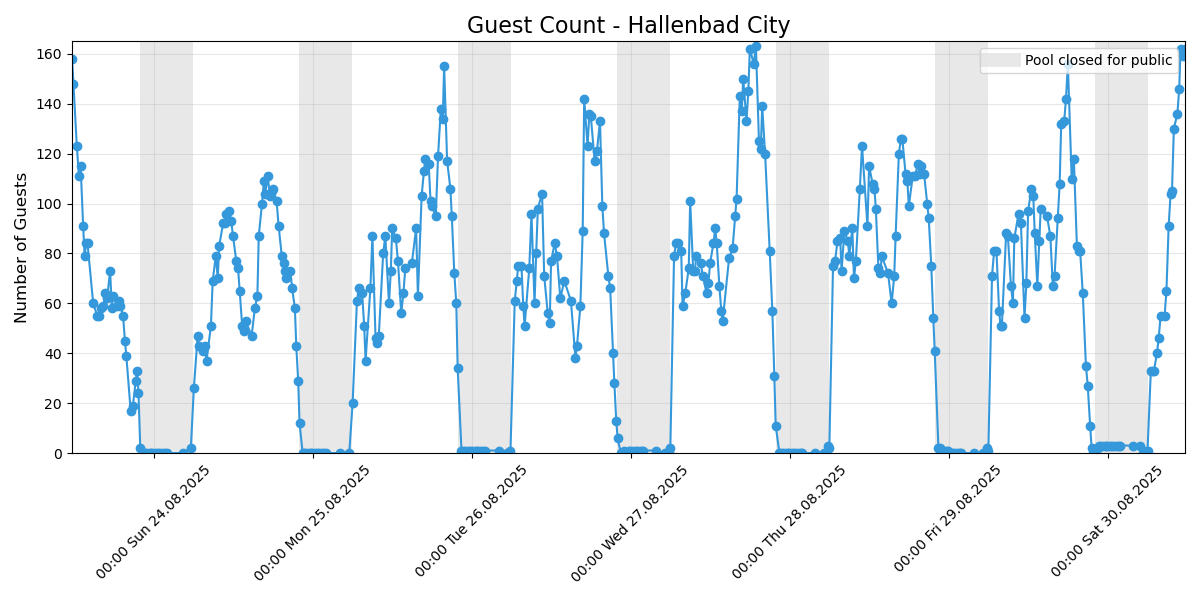 Guest Count - Hallenbad City
Pool closed for public
Number of Guests
160
140
120
100
80
60
40
20
0
00:00 Sun 24.08.2025
00:00 Mon 25.08.2025
00:00 Tue 26.08.2025
00:00 Wed 27.08.2025
00:00 Thu 28.08.2025
00:00 Fri 29.08.2025
00:00 Sat 30.08.2025